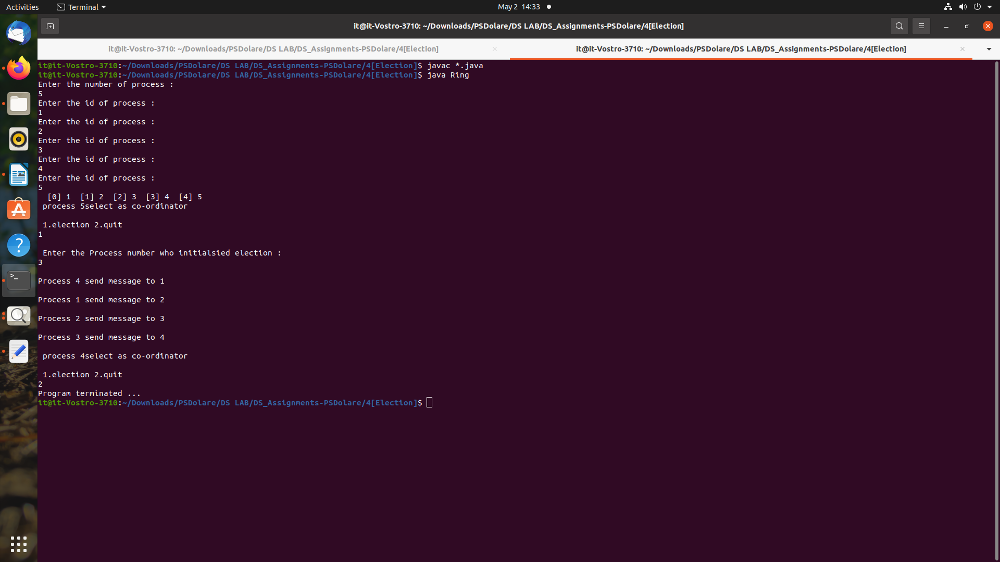 Activities
Terminal
May 2 14:33
it@it-Vostro-3710: ~/Downloads/PSDolare/DS LAB/DS_Assignments-PSDolare/4[Election]
it@it-Vostro-3710: ~/Downloads/PSDolare/DS LAB/DS_Assignments-PSDolare/4[Election]
it@it-Vostro-3710: ~/Downloads/PSDolare/DS LAB/DS_Assignments-PSDolare/4[Election]
it@it-Vostro-3710:~/Downloads/PSDolare/DS LAB/DS_Assignments-PSDolare/4[Election]$ javac *.java
it@it-Vostro-3710:~/Downloads/PSDolare/DS LAB/DS_Assignments-PSDolare/4[Election]$ java Ring
Enter the number of process :
5
Enter the id of process :
1
Enter the id of process :
2
Enter the id of process :
3
Enter the id of process :
4
Enter the id of process :
5
[0] 1  [1] 2  [2] 3  [3] 4  [4] 5
process 5select as co-ordinator
1.election 2.quit
1
Enter the Process number who initialsied election :
3
Process 4 send message to 1
Process 1 send message to 2
Process 2 send message to 3
Process 3 send message to 4
process 4select as co-ordinator
1.election 2.quit
2
Program terminated ...
it@it-Vostro-3710:~/Downloads/PSDolare/DS LAB/DS_Assignments-PSDolare/4[Election]$